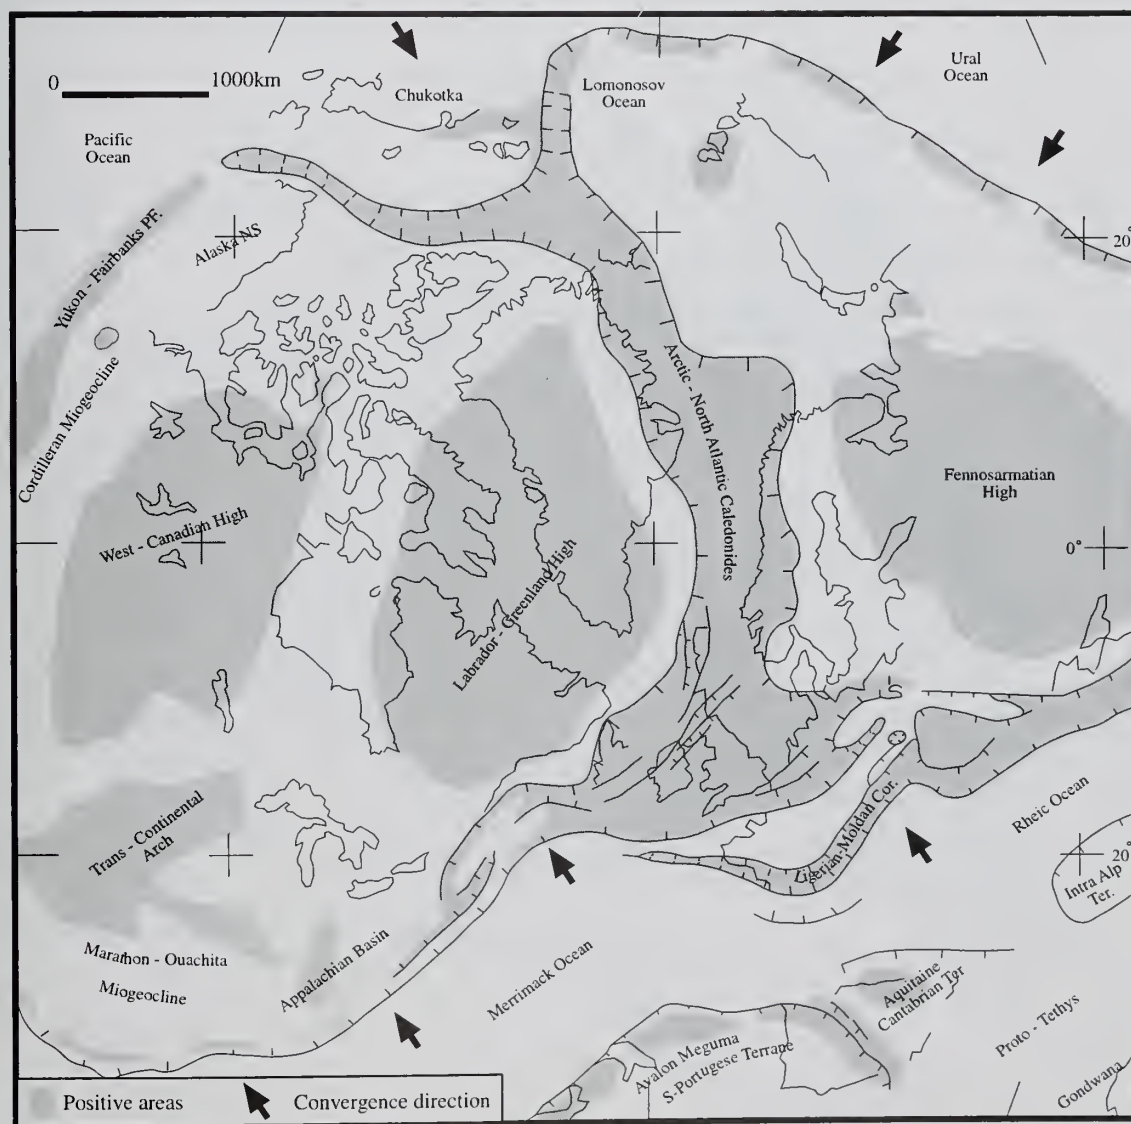 0 1000km
Chukotka
Lomonosov
Ocean
Ural
Ocean
Pacific
Ocean
Yukon - Fairbanks PF.
Alaska NS
20°
Cordilleran Miogeocline
Arctic - North Atlantic Caledonides
Fennosarmatian
High
West - Canadian High
0°
Labrador - Greenland High
Trans - Continental
Arch
Ligerian-Moldan Cor.
Rheic Ocean
20°
Intra Alp
Ter.
Marathon - Ouachita
Miogeocline
Appalachian Basin
Merrimack Ocean
Aquitaine
Cantabrian Ter
Avalon Meguma
S-Portugese Terrane
Proto - Tethys
Gondwana
Positive areas
Convergence direction